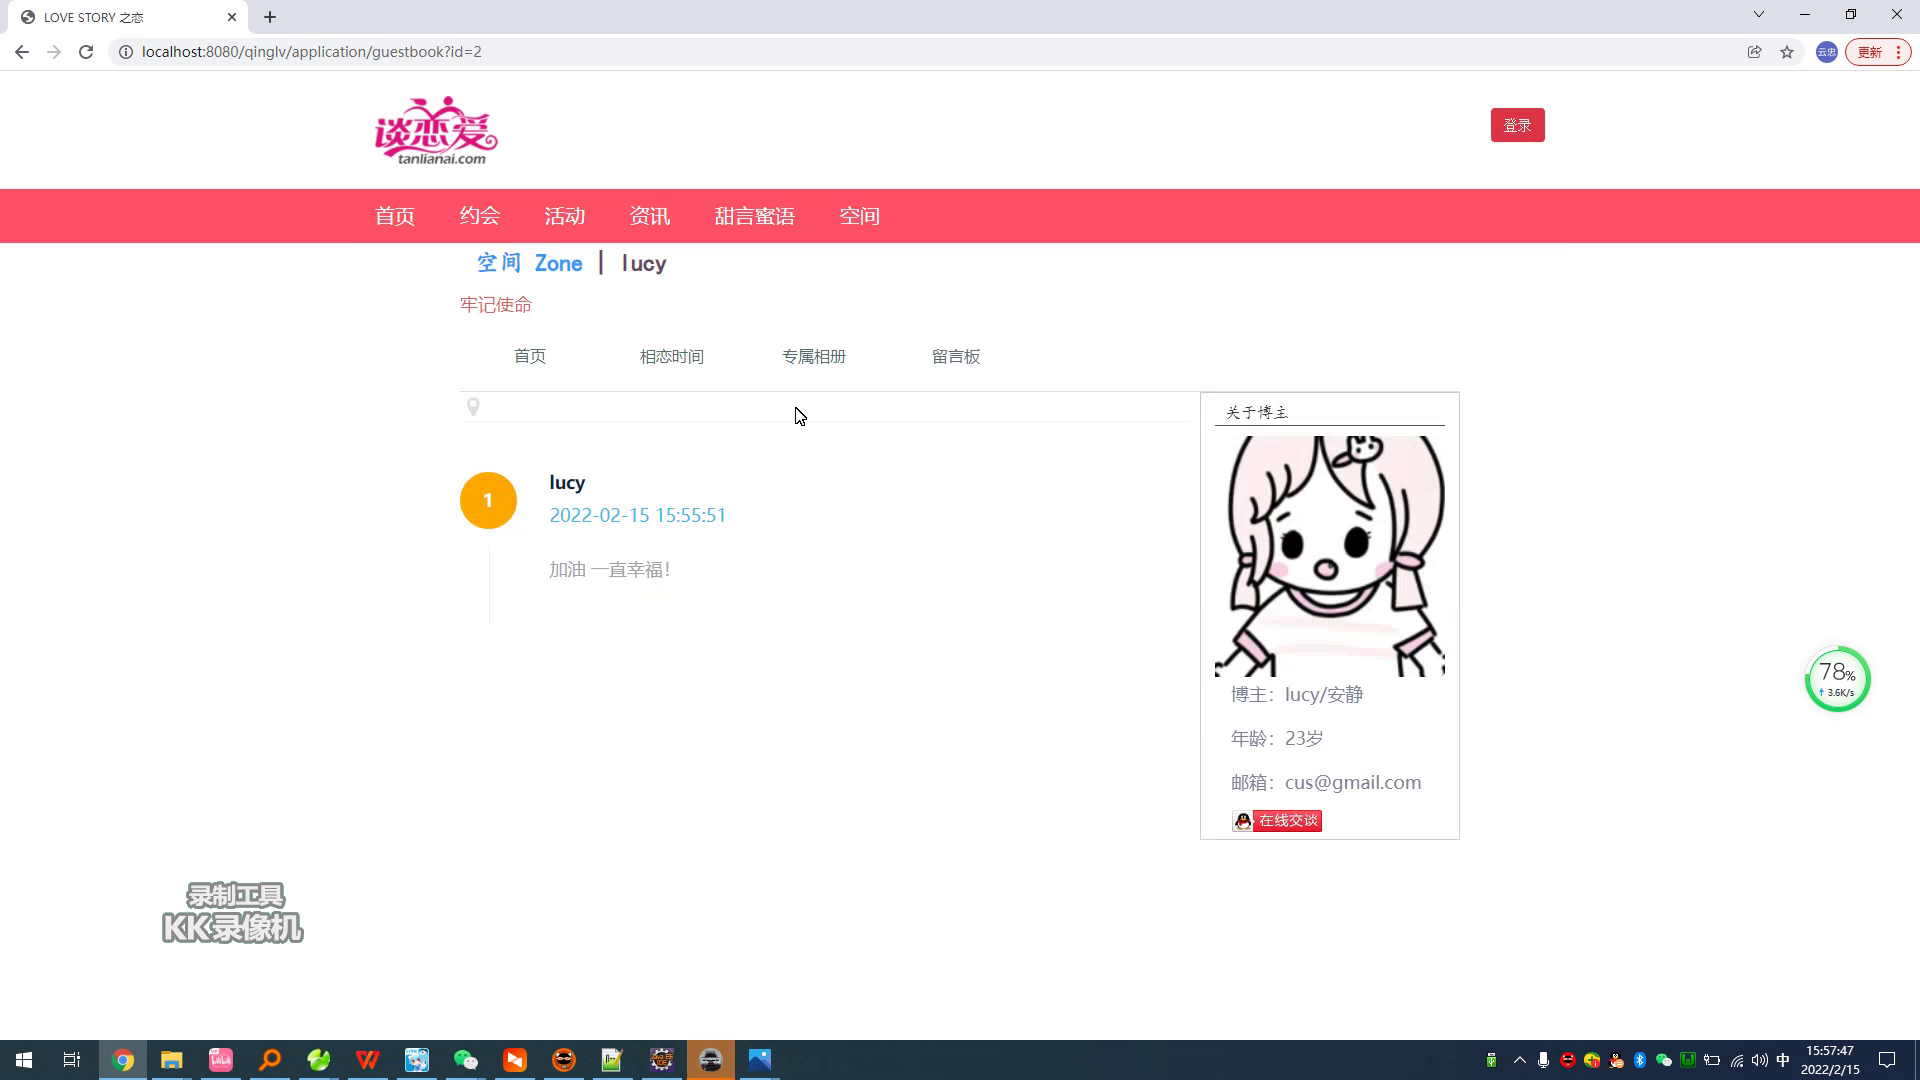 LOVE STORY 之恋
localhost:8080/qinglv/application/guestbook?id=2
云忠
更新
谈恋爱
tanlianai.com
登录
首页 约会 活动 资讯 甜言蜜语 空间
空间 Zone | lucy
牢记使命
首页 相恋时间 专属相册 留言板
关于博主
1
lucy
2022-02-15 15:55:51
加油 一直幸福!
博主：lucy/安静
年龄：23岁
邮箱：cus@gmail.com
在线交谈
78%
3.6K/s
录制工具
KK录像机
中
15:57:47
2022/2/15